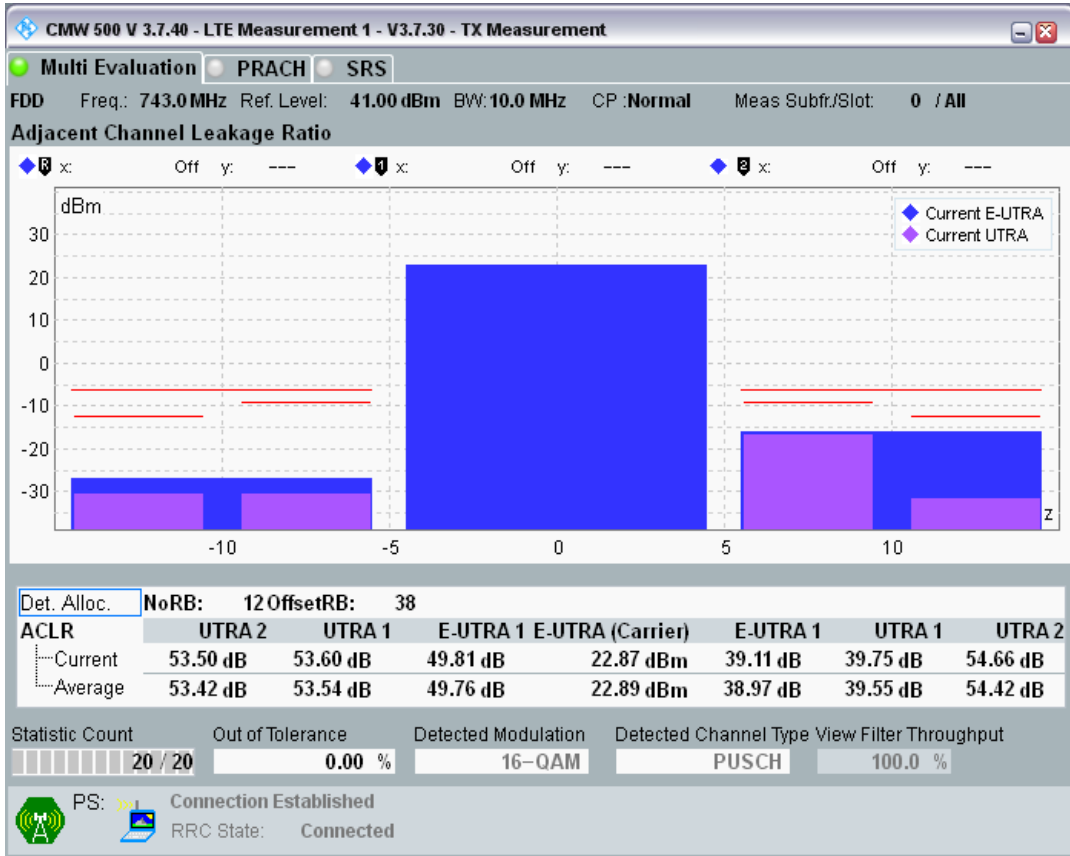 CMW 500 V 3.7.40 - LTE Measurement 1 - V3.7.30 - TX Measurement
Multi Evaluation PRACH SRS
FDD Freq.: 743.0 MHz Ref. Level: 41.00 dBm BW: 10.0 MHz CP :Normal Meas Subfr./Slot: 0 / All
Adjacent Channel Leakage Ratio
R x: Off y: --- 1 x: Off y: --- 2 x: Off y: ---
dBm
Current E-UTRA
Current UTRA
30
20
10
0
-10
-20
-30
z
-10 -5 0 5 10
Det. Alloc. NoRB: 12 OffsetRB: 38
ACLR UTRA 2 UTRA 1 E-UTRA 1 E-UTRA (Carrier) E-UTRA 1 UTRA 1 UTRA 2
Current 53.50 dB 53.60 dB 49.81 dB 22.87 dBm 39.11 dB 39.75 dB 54.66 dB
Average 53.42 dB 53.54 dB 49.76 dB 22.89 dBm 38.97 dB 39.55 dB 54.42 dB
Statistic Count Out of Tolerance Detected Modulation Detected Channel Type View Filter Throughput
20 / 20 0.00 % 16-QAM PUSCH 100.0 %
PS: Connection Established
RRC State: Connected